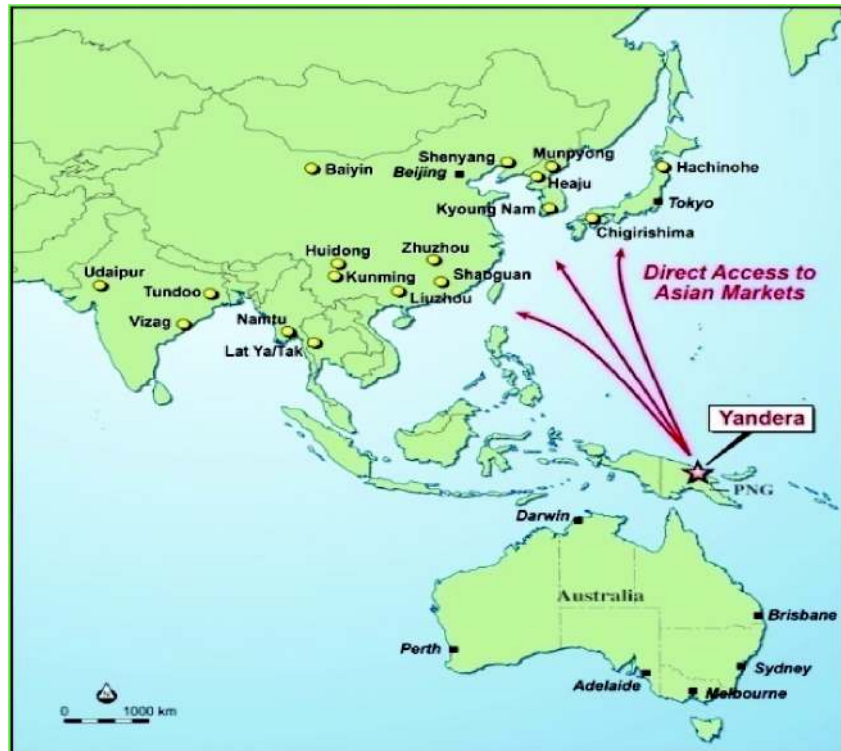 Shenyang
Munpyong
Baiyin
Beijing
Heaju
Hachinohe
Kyoung Nam
Tokyo
Chigirishima
Huidong
Zhuzhou
Udaipur
Kunming
Shaoguan
Direct Access to
Asian Markets
Tundoo
Liuzhou
Vizag
Namtu
Lat Ya/Tak
Yandera
PNG
Darwin
Australia
Brisbane
Perth
Sydney
Adelaide
Melbourne
0 1000 km